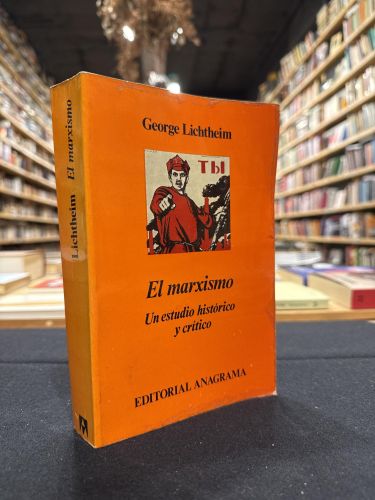 George Lichtheim
ТЫ
El marxismo
Un estudio histórico
y crítico
EDITORIAL ANAGRAMA
Lichtheim El marxismo